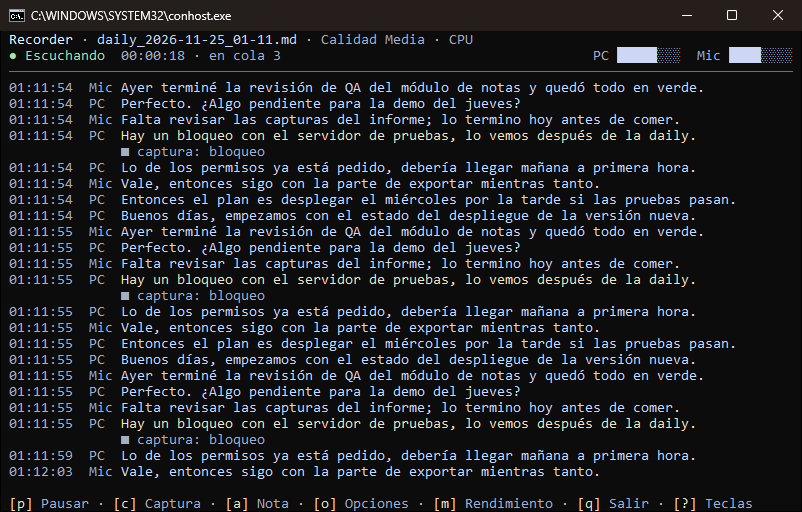 C:\WINDOWS\SYSTEM32\conhost.exe
Recorder · daily_2026-11-25_01-11.md · Calidad Media · CPU
● Escuchando 00:00:18 · en cola 3 PC Mic
01:11:54 Mic Ayer terminé la revisión de QA del módulo de notas y quedó todo en verde.
01:11:54 PC Perfecto. ¿Algo pendiente para la demo del jueves?
01:11:54 Mic Falta revisar las capturas del informe; lo termino hoy antes de comer.
01:11:54 PC Hay un bloqueo con el servidor de pruebas, lo vemos después de la daily.
■ captura: bloqueo
01:11:54 PC Lo de los permisos ya está pedido, debería llegar mañana a primera hora.
01:11:54 Mic Vale, entonces sigo con la parte de exportar mientras tanto.
01:11:54 PC Entonces el plan es desplegar el miércoles por la tarde si las pruebas pasan.
01:11:54 PC Buenos días, empezamos con el estado del despliegue de la versión nueva.
01:11:55 Mic Ayer terminé la revisión de QA del módulo de notas y quedó todo en verde.
01:11:55 PC Perfecto. ¿Algo pendiente para la demo del jueves?
01:11:55 Mic Falta revisar las capturas del informe; lo termino hoy antes de comer.
01:11:55 PC Hay un bloqueo con el servidor de pruebas, lo vemos después de la daily.
■ captura: bloqueo
01:11:55 PC Lo de los permisos ya está pedido, debería llegar mañana a primera hora.
01:11:55 Mic Vale, entonces sigo con la parte de exportar mientras tanto.
01:11:55 PC Entonces el plan es desplegar el miércoles por la tarde si las pruebas pasan.
01:11:55 PC Buenos días, empezamos con el estado del despliegue de la versión nueva.
01:11:55 Mic Ayer terminé la revisión de QA del módulo de notas y quedó todo en verde.
01:11:55 PC Perfecto. ¿Algo pendiente para la demo del jueves?
01:11:55 Mic Falta revisar las capturas del informe; lo termino hoy antes de comer.
01:11:55 PC Hay un bloqueo con el servidor de pruebas, lo vemos después de la daily.
■ captura: bloqueo
01:11:59 PC Lo de los permisos ya está pedido, debería llegar mañana a primera hora.
01:12:03 Mic Vale, entonces sigo con la parte de exportar mientras tanto.
[p] Pausar · [c] Captura · [a] Nota · [o] Opciones · [m] Rendimiento · [q] Salir · [?] Teclas